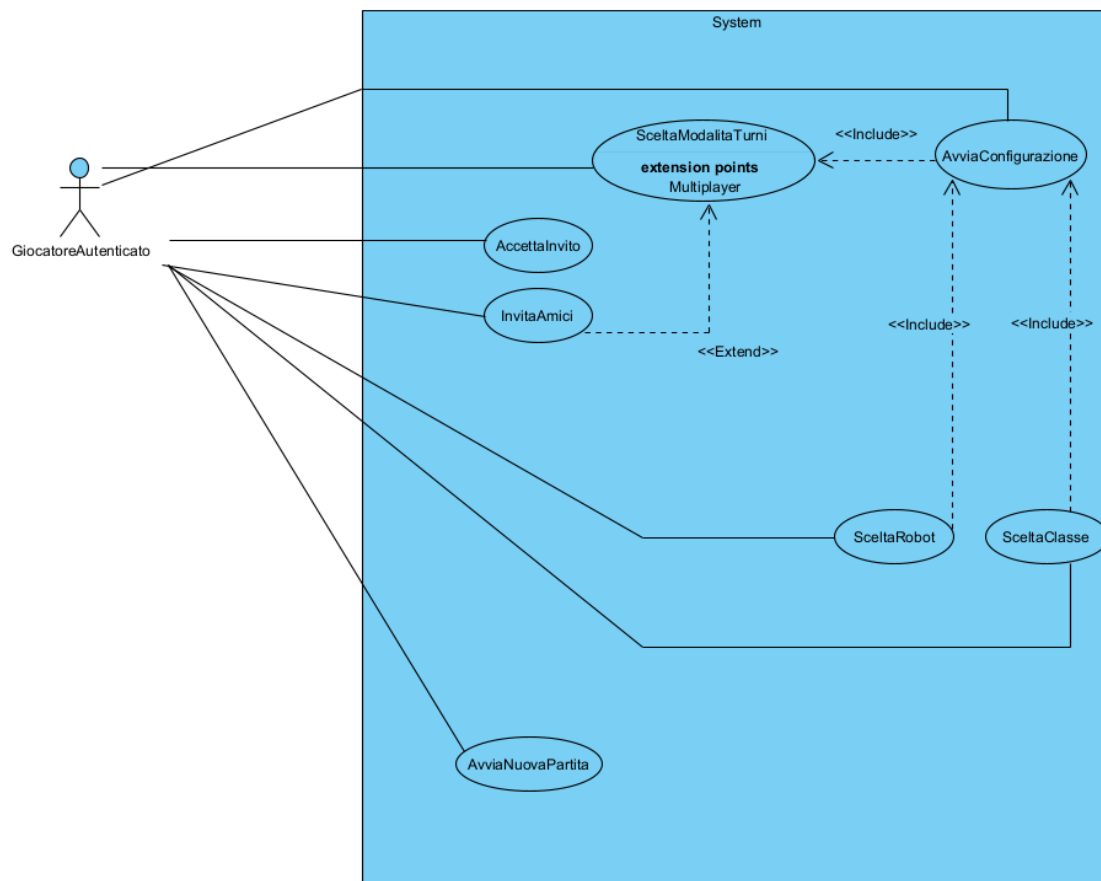 System
SceltaModalitaTurni
extension points
Multiplayer
<<Include>>
AvviaConfigurazione
GiocatoreAutenticato
AccettaInvito
InvitaAmici
<<Extend>>
<<Include>>
<<Include>>
SceltaRobot
SceltaClasse
AvviaNuovaPartita